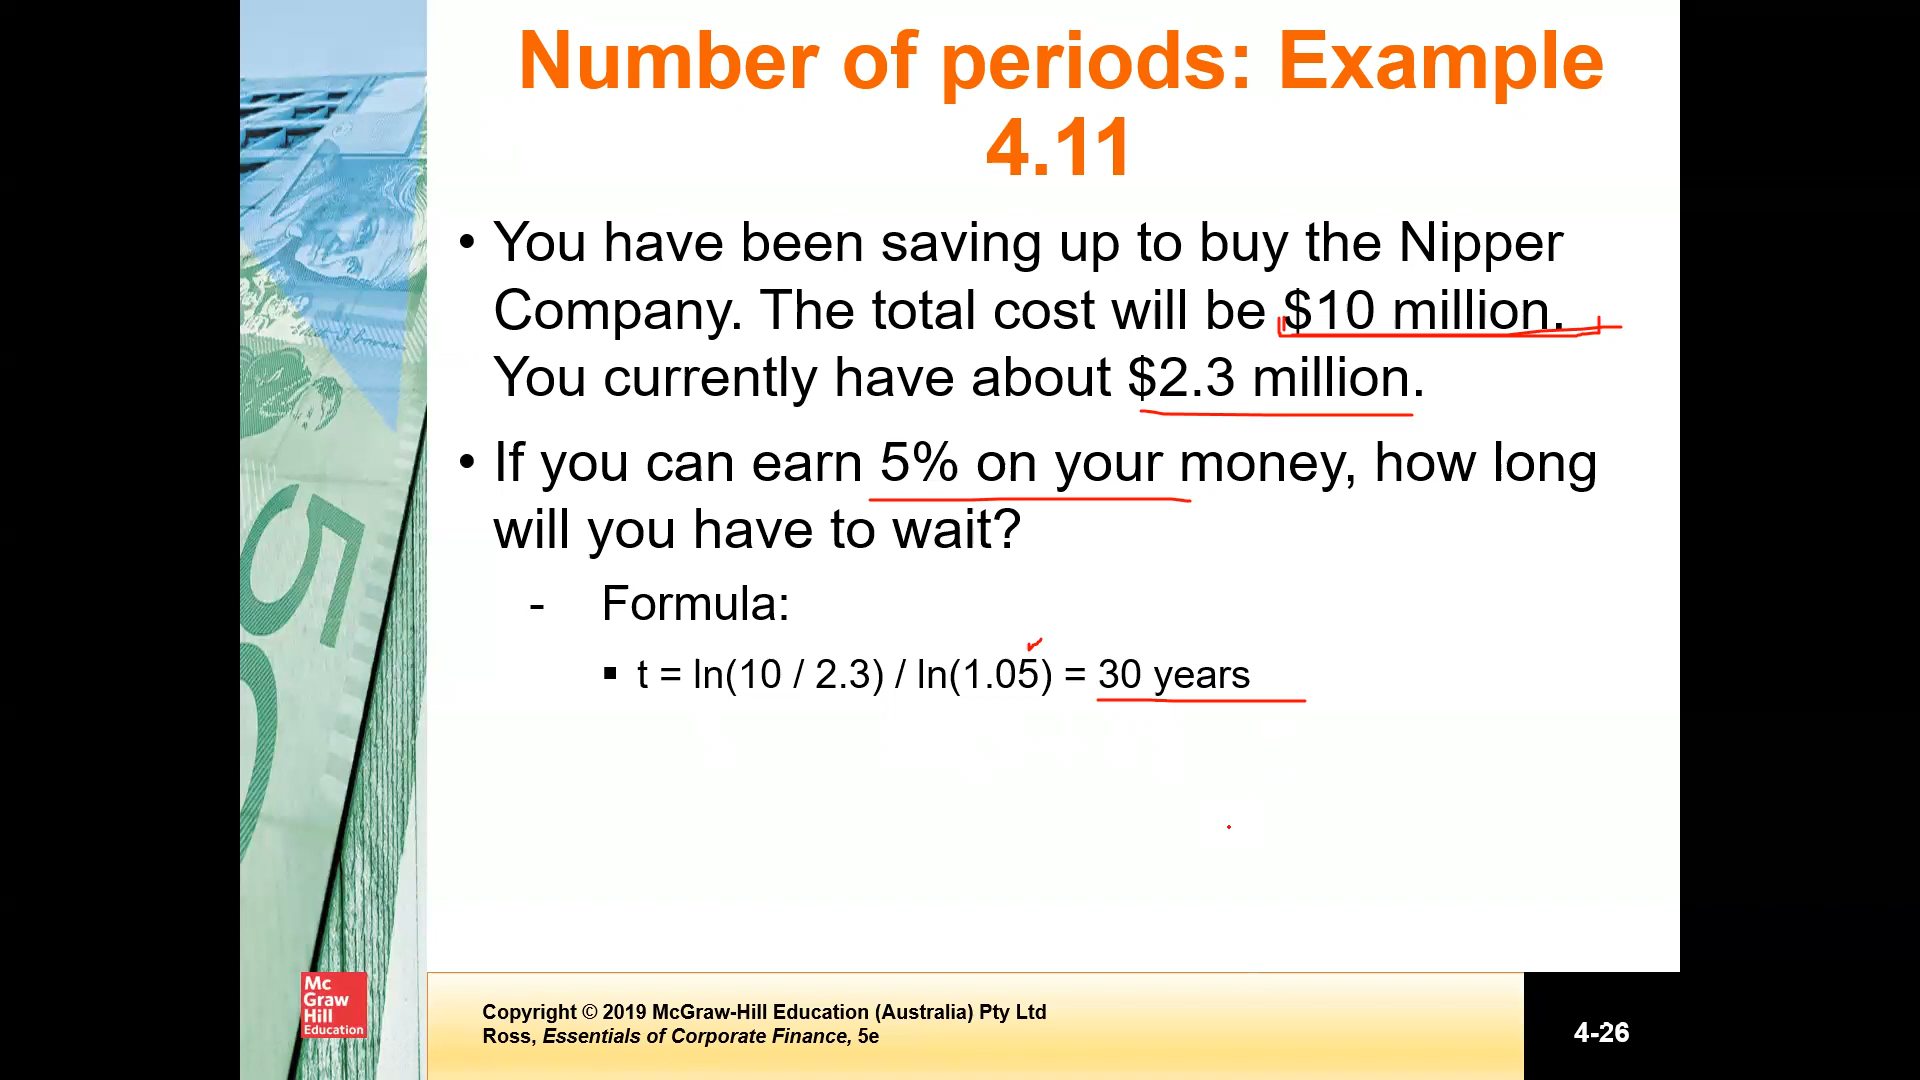 Number of periods: Example
4.11
• You have been saving up to buy the Nipper
Company. The total cost will be $10 million.
You currently have about $2.3 million.
• If you can earn 5% on your money, how long
will you have to wait?
- Formula:
▪ t = ln(10 / 2.3) / ln(1.05) = 30 years
Mc
Graw
Hill
Education
Copyright © 2019 McGraw-Hill Education (Australia) Pty Ltd
Ross, Essentials of Corporate Finance, 5e
4-26